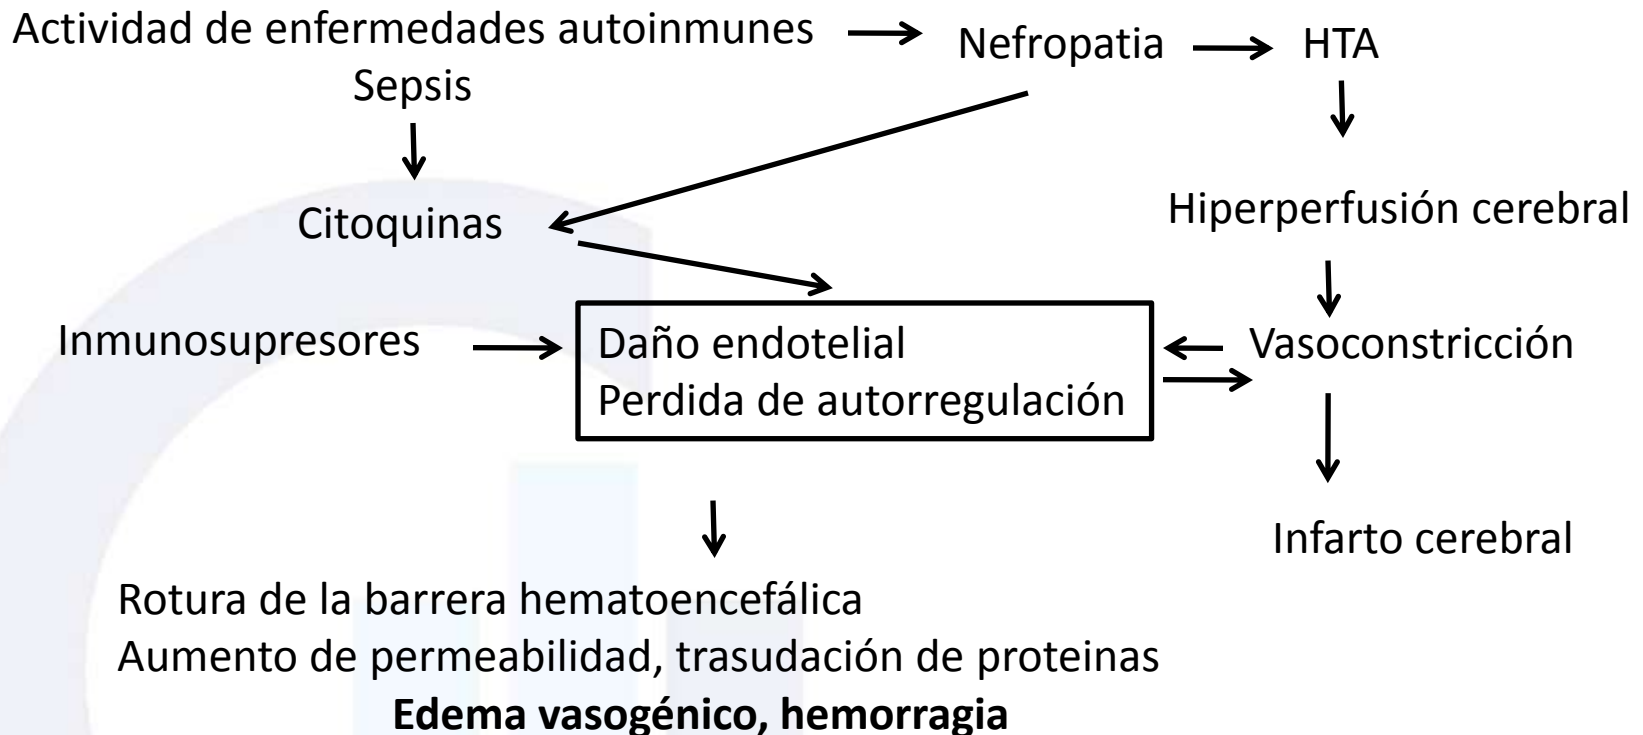 Actividad de enfermedades autoinmunes
Nefropatia
HTA
Sepsis
Citoquinas
Hiperperfusión cerebral
Inmunosupresores
Daño endotelial
Perdida de autorregulación
Vasoconstricción
Infarto cerebral
Rotura de la barrera hematoencefálica
Aumento de permeabilidad, trasudación de proteinas
Edema vasogénico, hemorragia